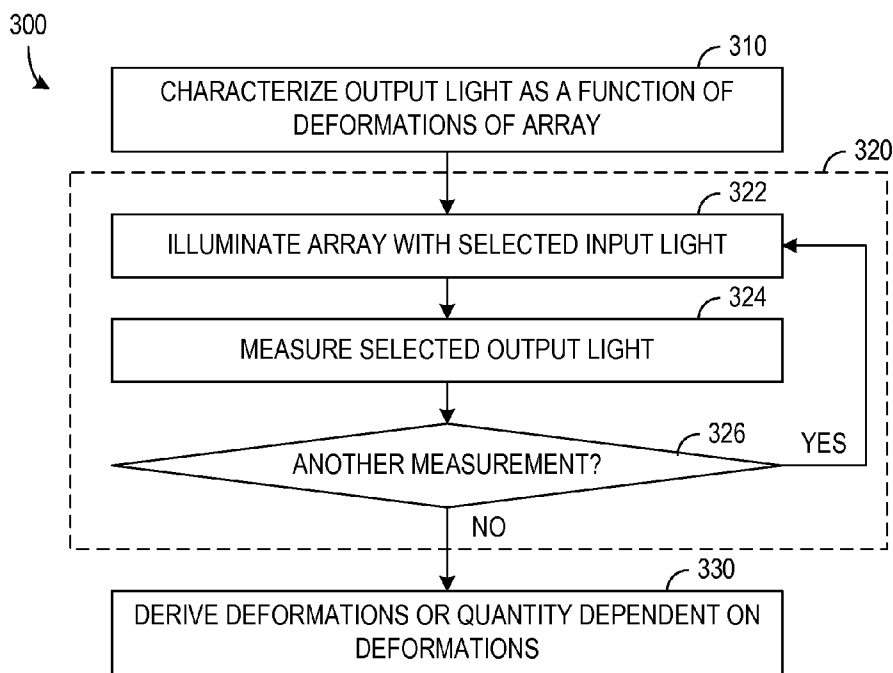 300
310
CHARACTERIZE OUTPUT LIGHT AS A FUNCTION OF
DEFORMATIONS OF ARRAY
320
322
ILLUMINATE ARRAY WITH SELECTED INPUT LIGHT
324
MEASURE SELECTED OUTPUT LIGHT
326
ANOTHER MEASUREMENT?
YES
NO
330
DERIVE DEFORMATIONS OR QUANTITY DEPENDENT ON
DEFORMATIONS